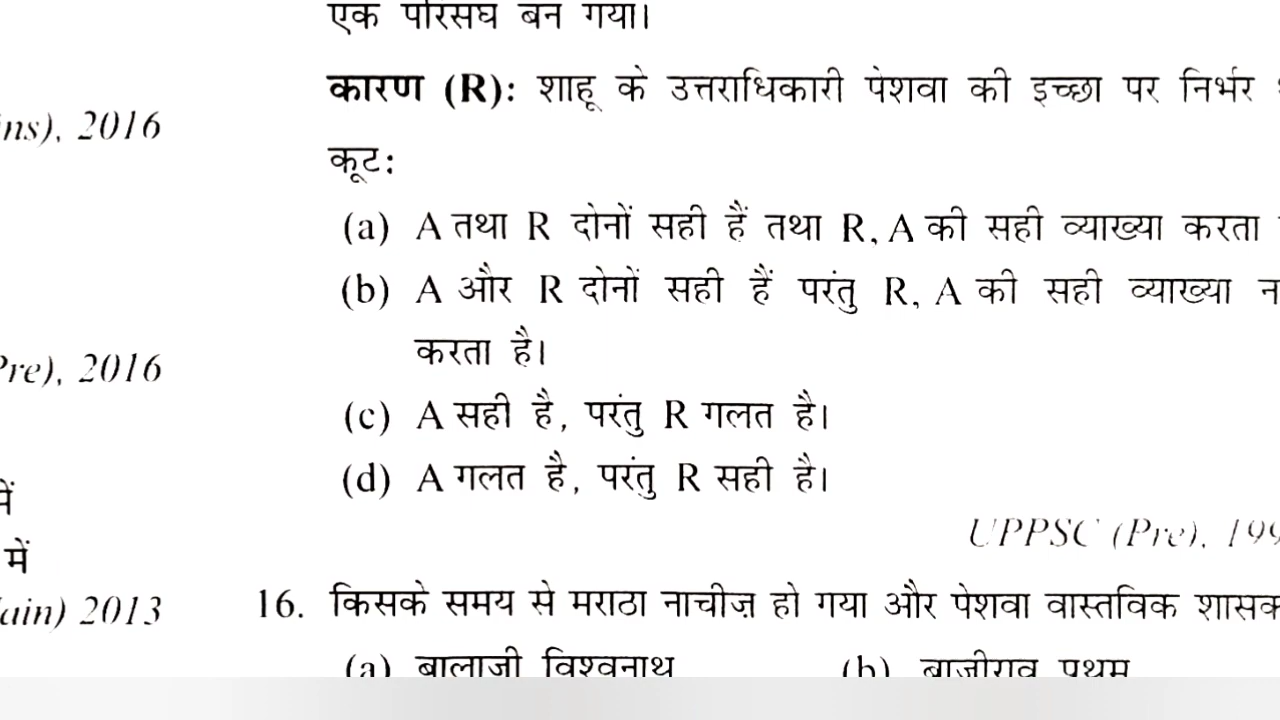 एक परिसंघ बन गया।
कारण (R): शाहू के उत्तराधिकारी पेशवा की इच्छा पर निर्भर
ns), 2016
कूट:
(a) A तथा R दोनों सही हैं तथा R, A की सही व्याख्या करता
(b) A और R दोनों सही हैं परंतु R, A की सही व्याख्या न
करता है।
Pre), 2016
(c) A सही है, परंतु R गलत है।
(d) A गलत है, परंतु R सही है।
में
UPPSC (Pre), 199
में
ain) 2013
16. किसके समय से मराठा नाचीज़ हो गया और पेशवा वास्तविक शासक
(a) बालाजी विश्वनाथ (b) बाजीराव प्रथम